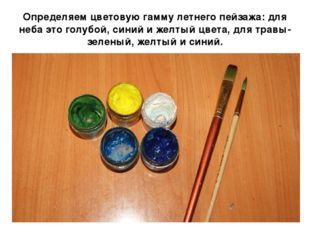 Определяем цветовую гамму летнего пейзажа: для
неба это голубой, синий и желтый цвета, для травы-
зеленый, желтый и синий.